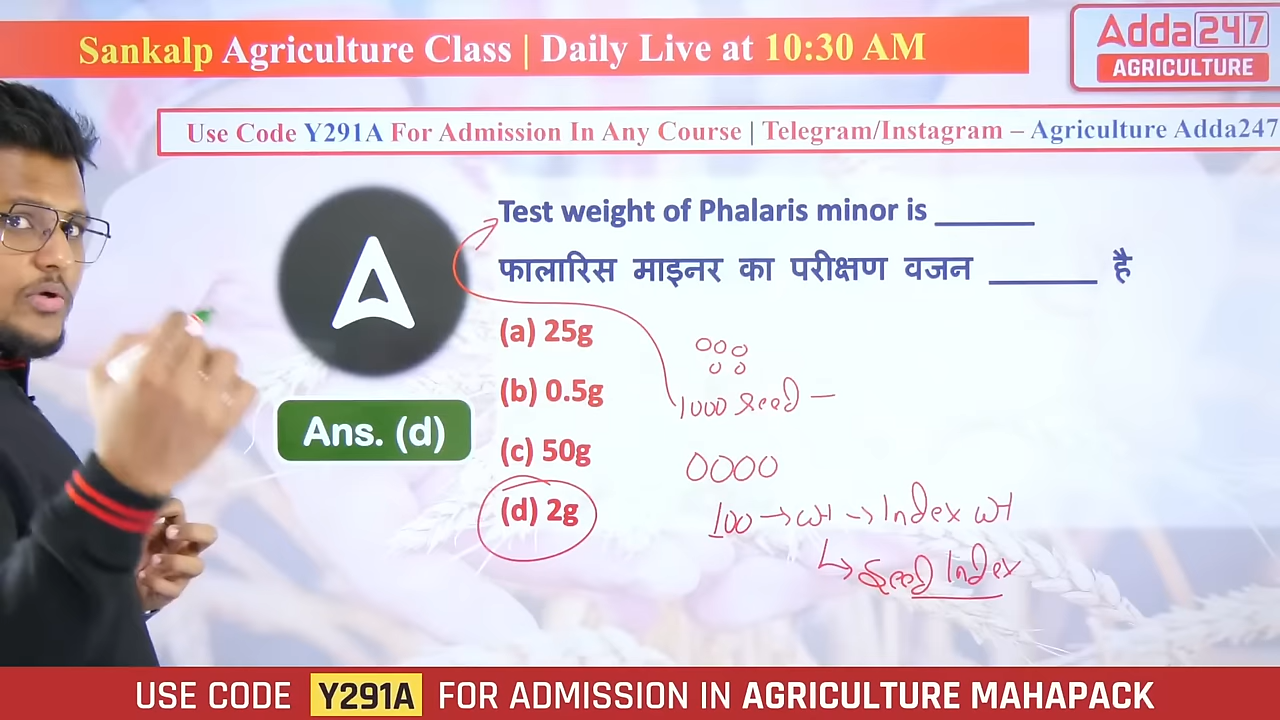 Sankalp Agriculture Class | Daily Live at 10:30 AM
Adda247
AGRICULTURE
Use Code Y291A For Admission In Any Course | Telegram/Instagram – Agriculture Adda247
Test weight of Phalaris minor is ______
फालारिस माइनर का परीक्षण वजन ______ है
(a) 25g
(b) 0.5g
1000 seed –
Ans. (d)
(c) 50g
(d) 2g
100 → wt → Index wt
↳ Seed Index
USE CODE Y291A FOR ADMISSION IN AGRICULTURE MAHAPACK